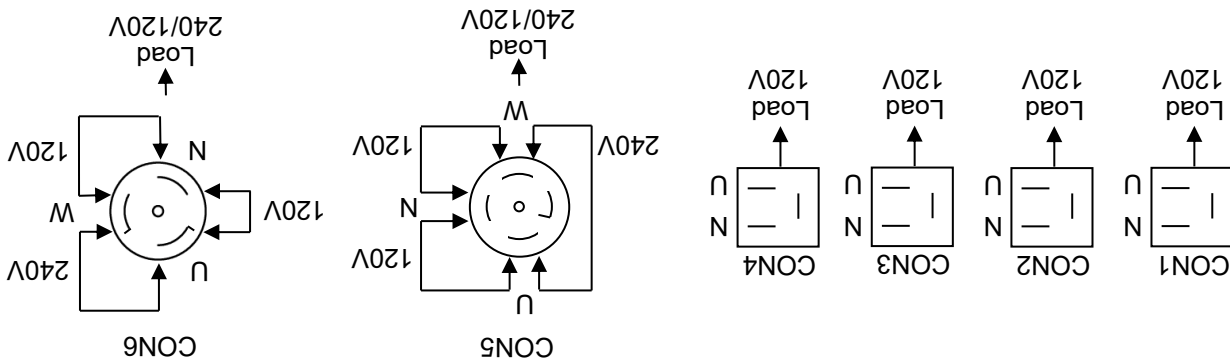 CON1
N
U
Load
120V
CON2
N
U
Load
120V
CON3
N
U
Load
120V
CON4
N
U
Load
120V
CON5
U
120V
240V
N
120V
W
Load
240/120V
CON6
U
240V
120V
W
N
120V
Load
240/120V